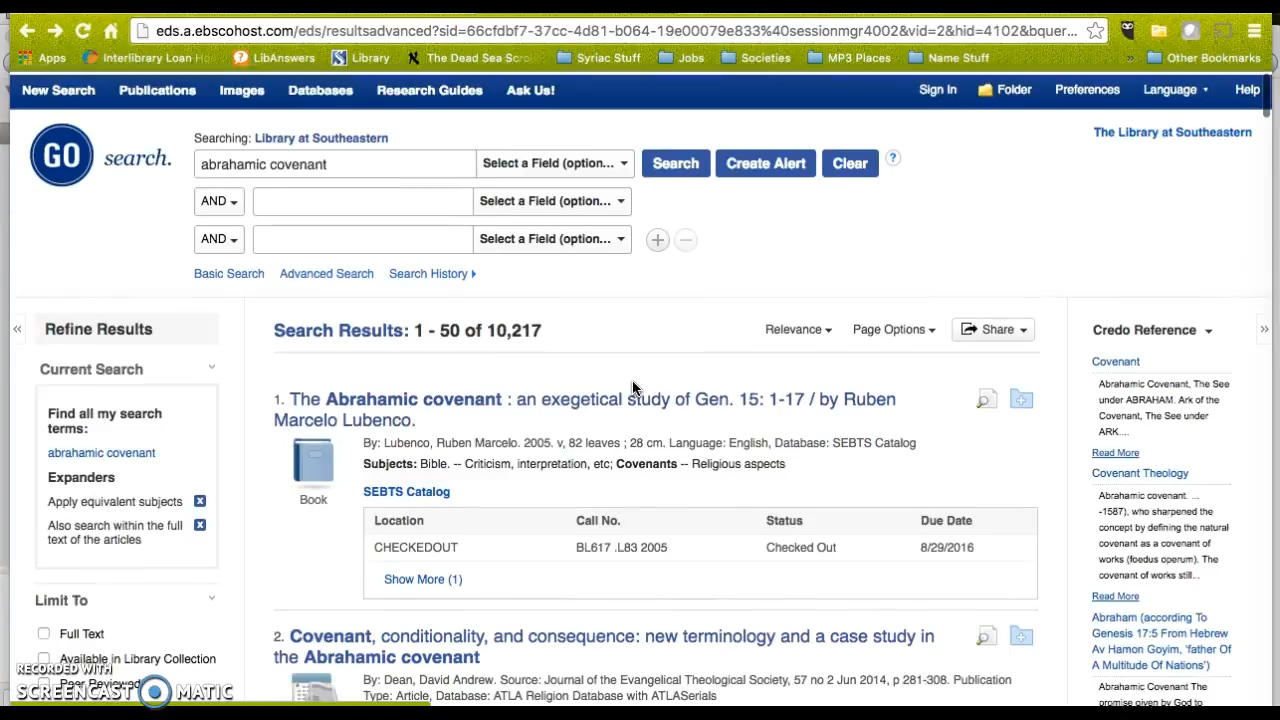 eds.a.ebscohost.com/eds/resultsadvanced?sid=66cfdbf7-37cc-4d81-b064-19e00079e833%40sessionmgr4002&vid=2&hid=4102&bquer...
Apps Interlibrary Loan Ho LibAnswers Library The Dead Sea Scro Syriac Stuff Jobs Societies MP3 Places Name Stuff » Other Bookmarks
New Search Publications Images Databases Research Guides Ask Us! Sign In Folder Preferences Language Help
GO search.
Searching: Library at Southeastern
The Library at Southeastern
abrahamic covenant Select a Field (option... Search Create Alert Clear ?
AND Select a Field (option...
AND Select a Field (option...
Basic Search Advanced Search Search History
« Refine Results
Current Search
Find all my search terms:
abrahamic covenant
Expanders
Apply equivalent subjects
Also search within the full
text of the articles
Limit To
Full Text
Available in Library Collection
Search Results: 1 - 50 of 10,217 Relevance Page Options Share
1. The Abrahamic covenant : an exegetical study of Gen. 15: 1-17 / by Ruben
Marcelo Lubenco.
By: Lubenco, Ruben Marcelo. 2005. v, 82 leaves ; 28 cm. Language: English, Database: SEBTS Catalog
Subjects: Bible. -- Criticism, interpretation, etc; Covenants -- Religious aspects
Book
SEBTS Catalog
Location Call No. Status Due Date
CHECKEDOUT BL617 .L83 2005 Checked Out 8/29/2016
Show More (1)
2. Covenant, conditionality, and consequence: new terminology and a case study in
the Abrahamic covenant
By: Dean, David Andrew. Source: Journal of the Evangelical Theological Society, 57 no 2 Jun 2014, p 281-308. Publication
Type: Article, Database: ATLA Religion Database with ATLASerials
Credo Reference »
Covenant
Abrahamic Covenant, The See
under ABRAHAM. Ark of the
Covenant, The See under
ARK....
Read More
Covenant Theology
Abrahamic covenant. ...
-1587), who sharpened the
concept by defining the natural
covenant as a covenant of
works (foedus operum). The
covenant of works still...
Read More
Abraham (according To
Genesis 17:5 From Hebrew
Av Hamon Goyim, 'father Of
A Multitude Of Nations')
Abrahamic Covenant The
promise given by God to
RECORDED WITH
SCREENCAST MATIC